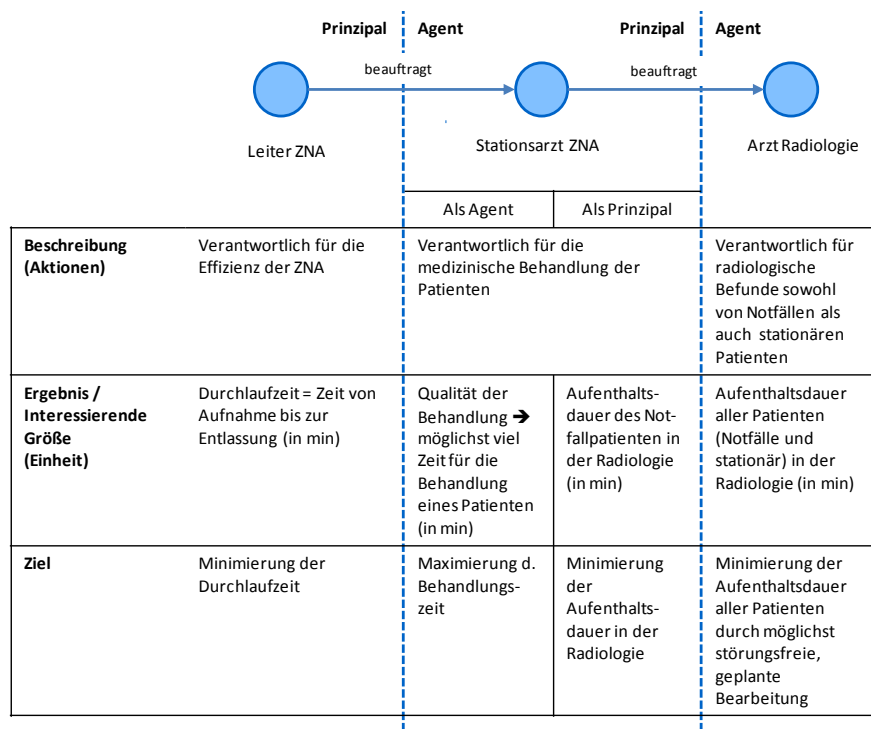 Prinzipal Agent Prinzipal Agent
beauftragt beauftragt
Leiter ZNA Stationsarzt ZNA Arzt Radiologie
Als Agent Als Prinzipal
Beschreibung
(Aktionen)
Verantwortlich für die
Effizienz der ZNA
Verantwortlich für die
medizinische Behandlung der
Patienten
Verantwortlich für
radiologische
Befunde sowohl
von Notfällen als
auch stationären
Patienten
Ergebnis /
Interessierende
Größe
(Einheit)
Durchlaufzeit = Zeit von
Aufnahme bis zur
Entlassung (in min)
Qualität der
Behandlung ➔
möglichst viel
Zeit für die
Behandlung
eines Patienten
(in min)
Aufenthalts-
dauer des Not-
fallpatienten in
der Radiologie
(in min)
Aufenthaltsdauer
aller Patienten
(Notfälle und
stationär) in der
Radiologie (in min)
Ziel
Minimierung der
Durchlaufzeit
Maximierung d.
Behandlungs-
zeit
Minimierung
der
Aufenthalts-
dauer in der
Radiologie
Minimierung der
Aufenthaltsdauer
aller Patienten
durch möglichst
störungsfreie,
geplante
Bearbeitung